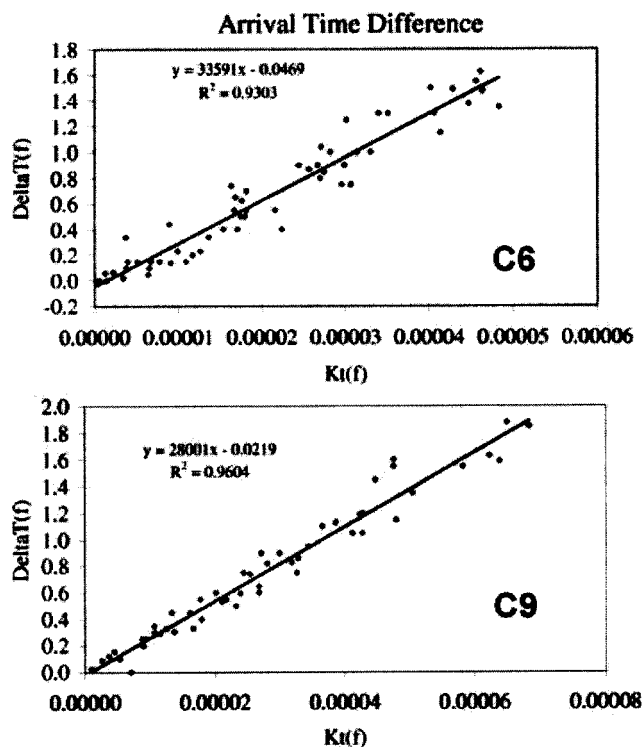 Arrival Time Difference
1.8
1.6
1.4
1.2
1.0
0.8
0.6
0.4
0.2
0.0
-0.2
DeltaT(f)
y = 33591x - 0.0469
R² = 0.9303
C6
0.00000 0.00001 0.00002 0.00003 0.00004 0.00005 0.00006
Kt(f)
2.0
1.8
1.6
1.4
1.2
1.0
0.8
0.6
0.4
0.2
0.0
DeltaT(f)
y = 28001x - 0.0219
R² = 0.9604
C9
0.00000 0.00002 0.00004 0.00006 0.00008
Kt(f)